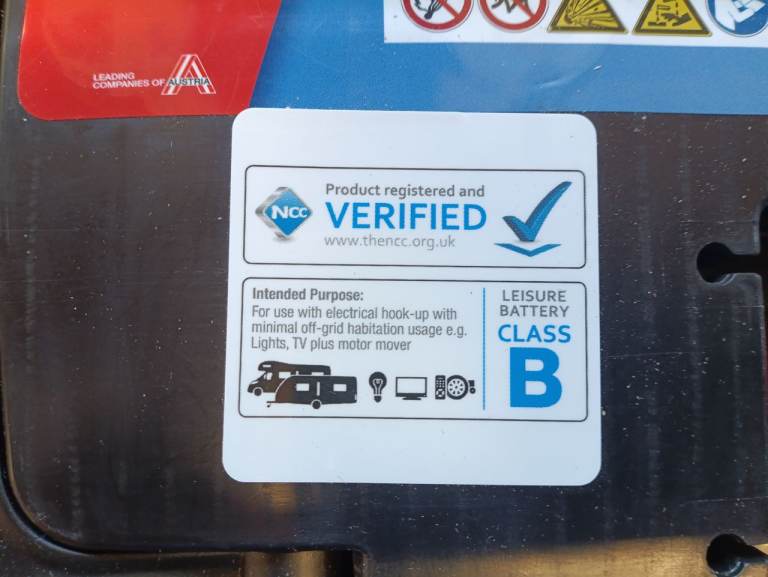 LEADING
COMPANIES OF AUSTRIA
Product registered and
NCC
VERIFIED
www.thencc.org.uk
Intended Purpose:
For use with electrical hook-up with
minimal off-grid habitation usage e.g.
Lights, TV plus motor mover
LEISURE
BATTERY
CLASS
B